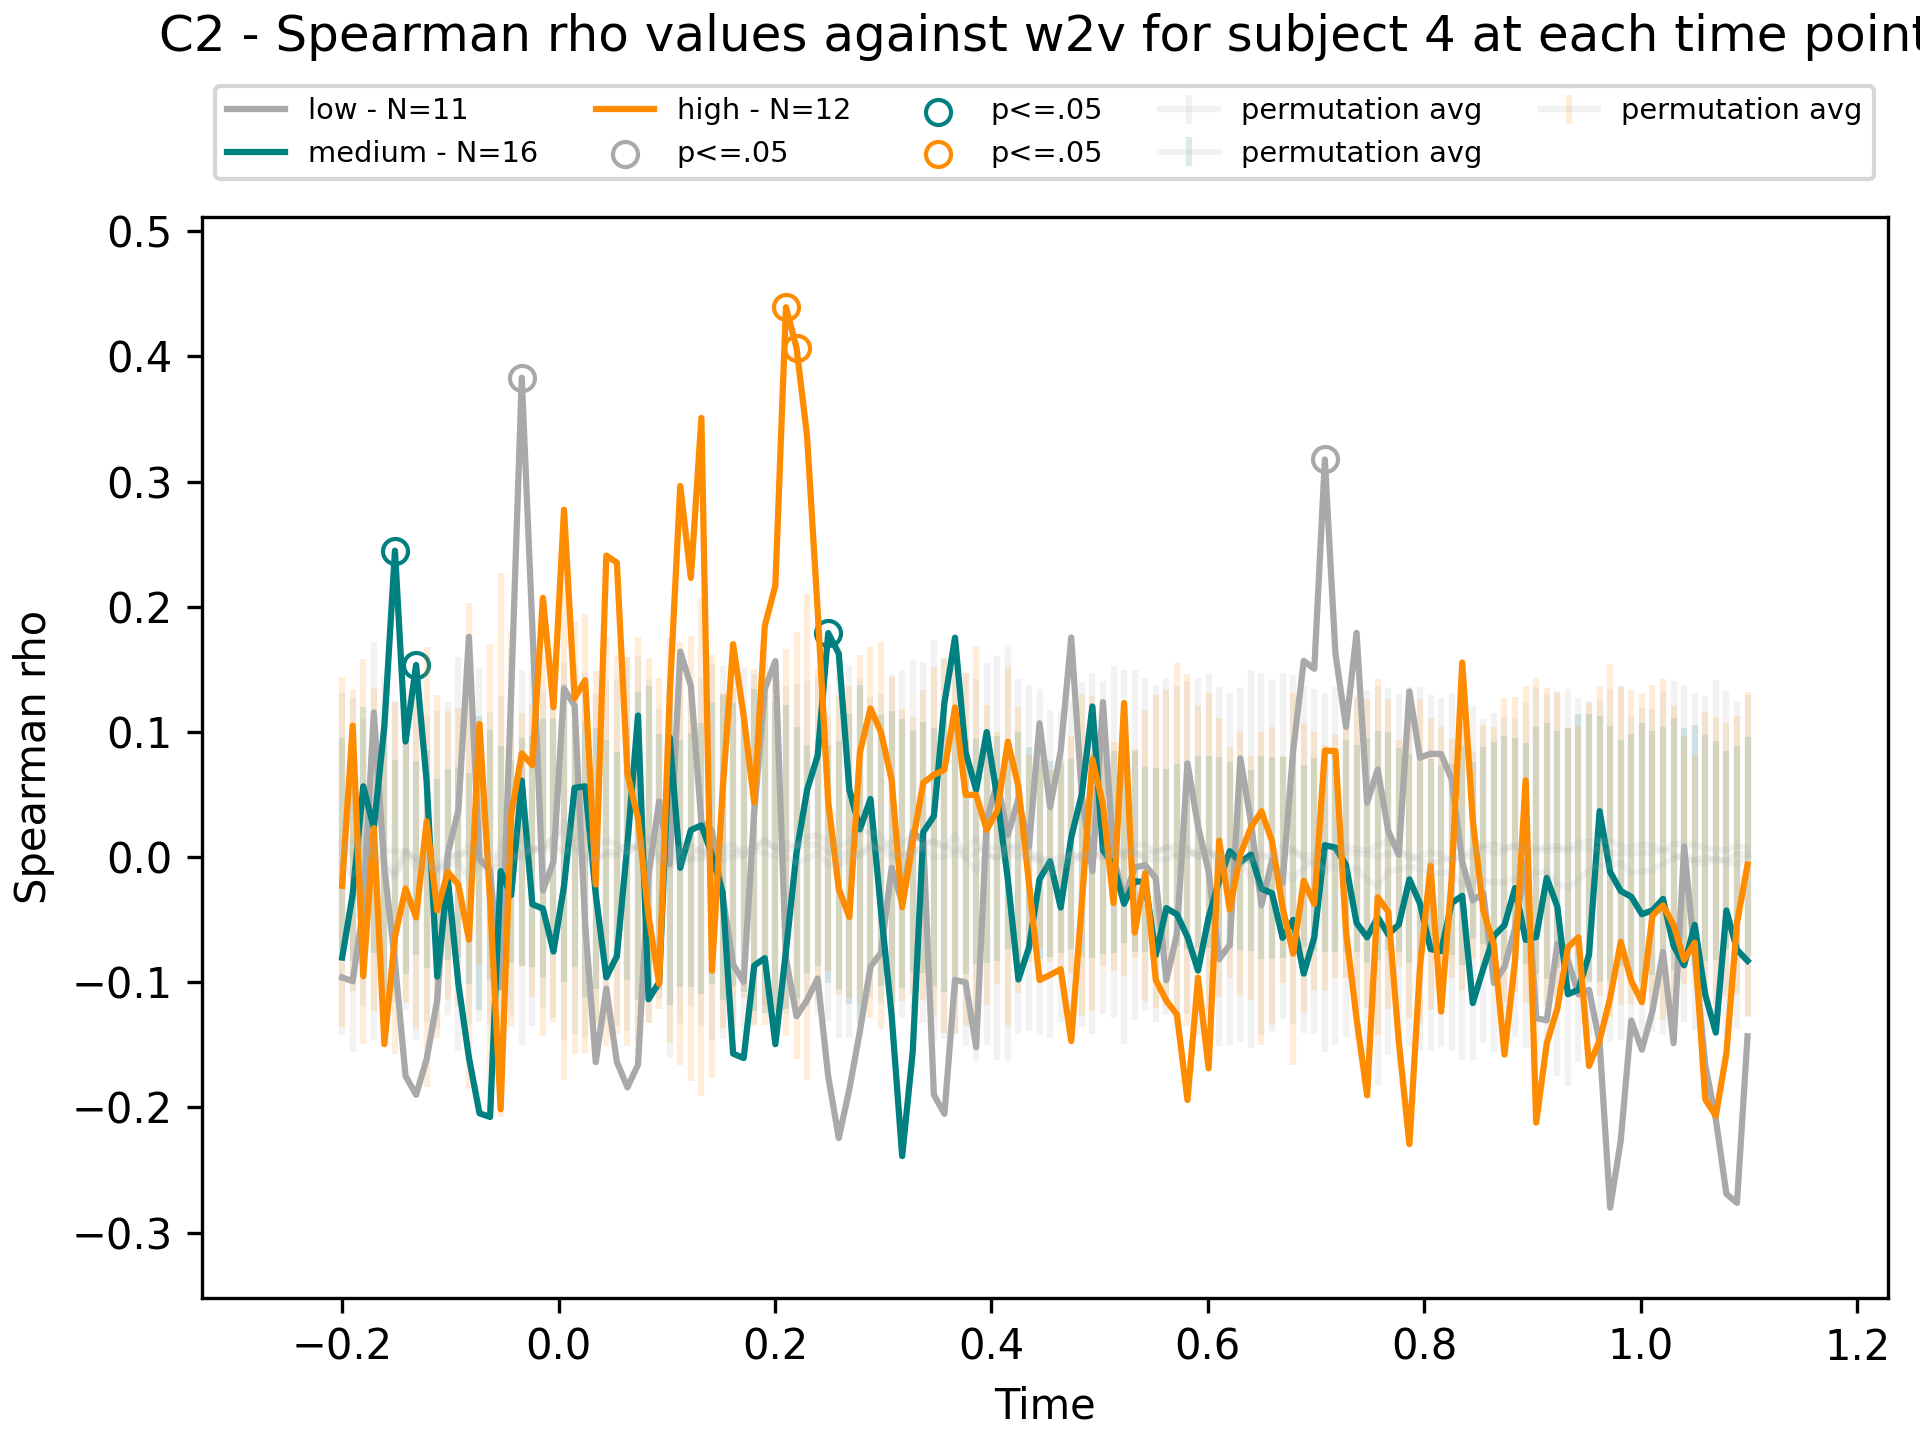 C2 - Spearman rho values against w2v for subject 4 at each time point
low - N=11
medium - N=16
high - N=12
p<=.05
p<=.05
p<=.05
permutation avg
permutation avg
permutation avg
0.5
0.4
0.3
0.2
0.1
0.0
−0.1
−0.2
−0.3
Spearman rho
−0.2 0.0 0.2 0.4 0.6 0.8 1.0 1.2
Time